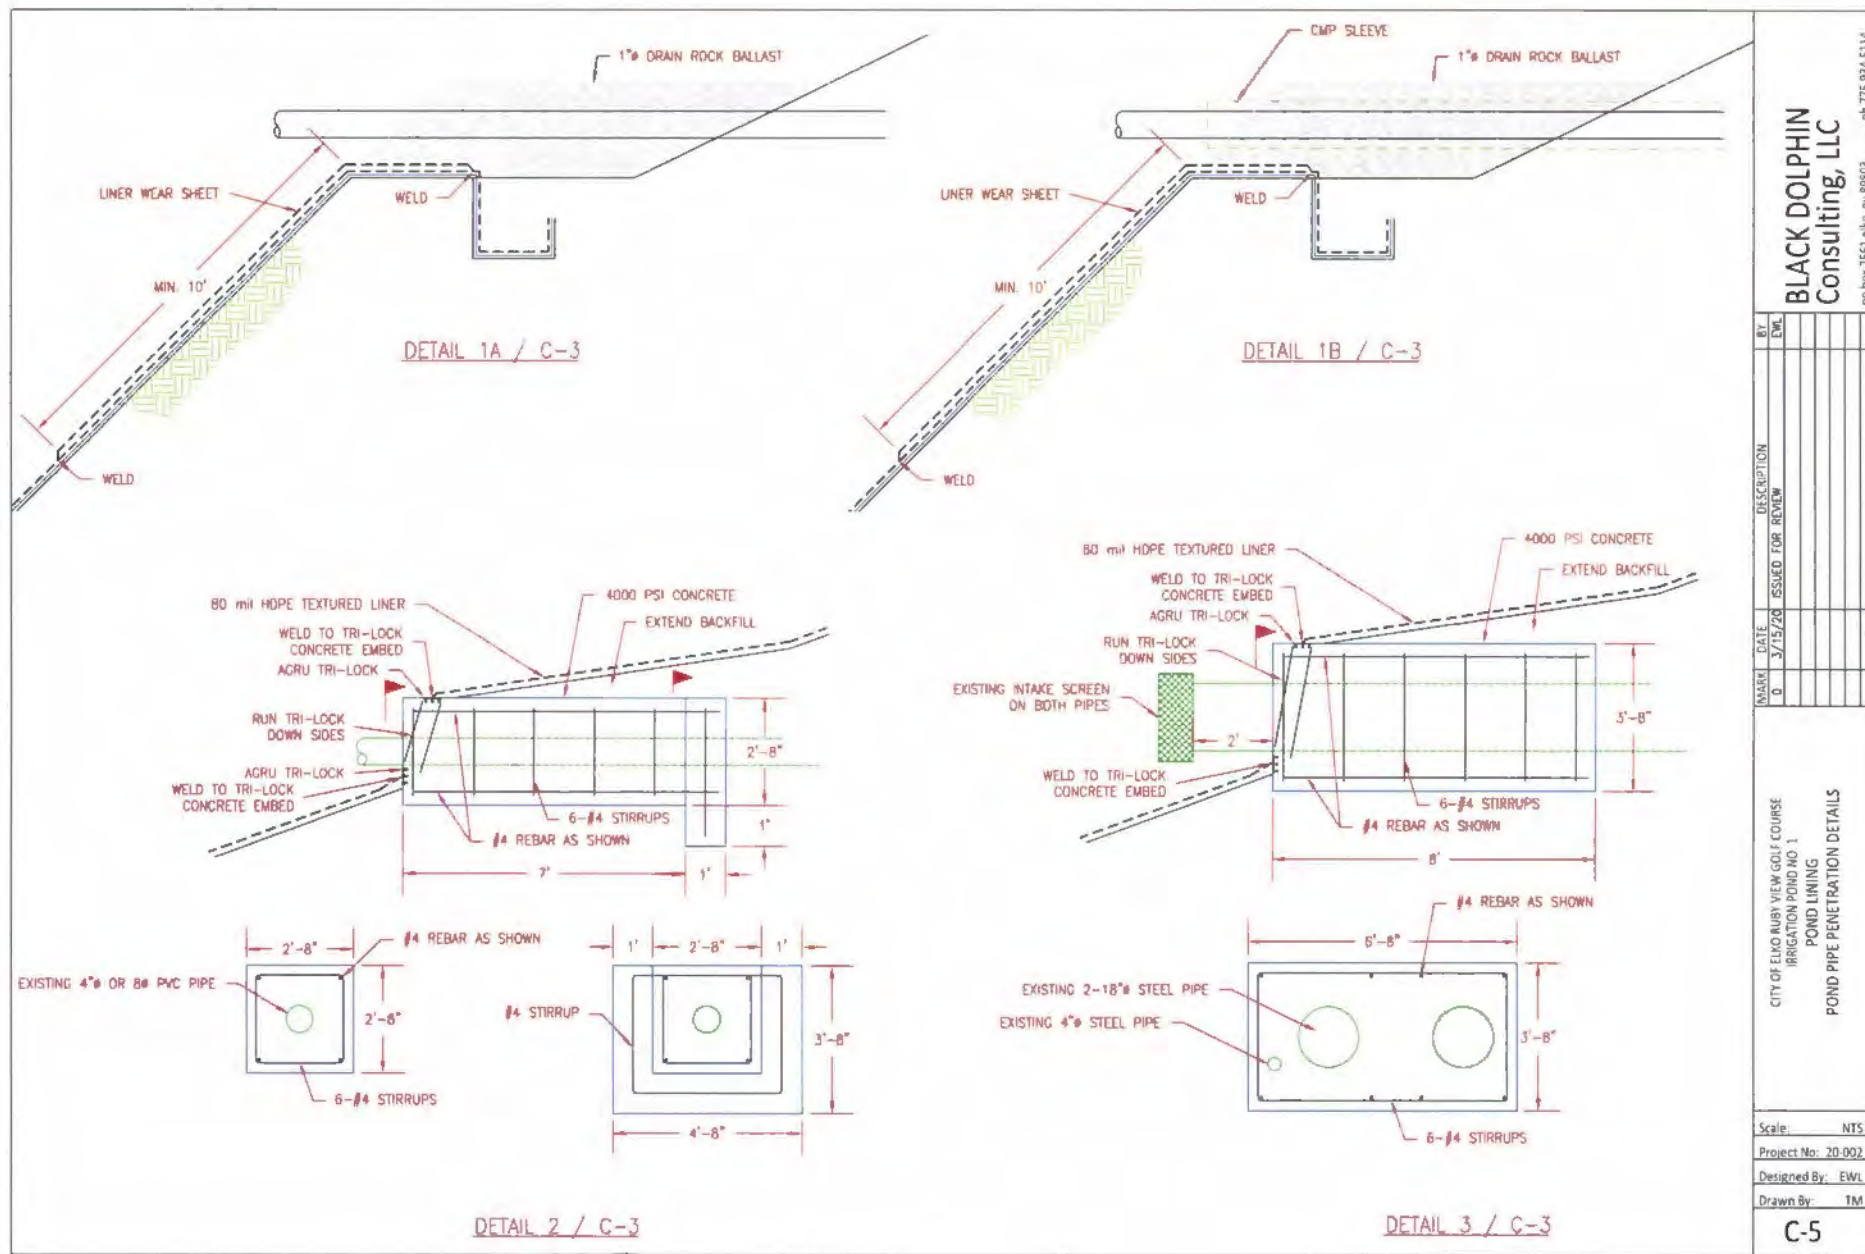 1"ø DRAIN ROCK BALLAST
LINER WEAR SHEET
WELD
MIN. 10'
WELD
DETAIL 1A / C-3
CMP SLEEVE
1"ø DRAIN ROCK BALLAST
LINER WEAR SHEET
WELD
MIN. 10'
WELD
DETAIL 1B / C-3
80 mil HDPE TEXTURED LINER
4000 PSI CONCRETE
EXTEND BACKFILL
WELD TO TRI-LOCK
CONCRETE EMBED
AGRU TRI-LOCK
RUN TRI-LOCK
DOWN SIDES
AGRU TRI-LOCK
WELD TO TRI-LOCK
CONCRETE EMBED
2'-8"
1"
6-#4 STIRRUPS
#4 REBAR AS SHOWN
7'
1'
2'-8"
#4 REBAR AS SHOWN
EXISTING 4"ø OR 8ø PVC PIPE
2'-8"
6-#4 STIRRUPS
1'
2'-8"
1'
#4 STIRRUP
3'-8"
4'-8"
DETAIL 2 / C-3
80 mil HDPE TEXTURED LINER
4000 PSI CONCRETE
EXTEND BACKFILL
WELD TO TRI-LOCK
CONCRETE EMBED
AGRU TRI-LOCK
RUN TRI-LOCK
DOWN SIDES
EXISTING INTAKE SCREEN
ON BOTH PIPES
2'
3'-8"
WELD TO TRI-LOCK
CONCRETE EMBED
6-#4 STIRRUPS
#4 REBAR AS SHOWN
8'
#4 REBAR AS SHOWN
6'-8"
EXISTING 2-18"ø STEEL PIPE
EXISTING 4"ø STEEL PIPE
3'-8"
6-#4 STIRRUPS
DETAIL 3 / C-3
BLACK DOLPHIN
Consulting, LLC
MARK DATE DESCRIPTION BY
0 3/15/20 ISSUED FOR REVIEW EWL
CITY OF ELKO RUBY VIEW GOLF COURSE
IRRIGATION POND NO. 1
POND LINING
POND PIPE PENETRATION DETAILS
Scale: NTS
Project No: 20-002
Designed By: EWL
Drawn By: TM
C-5